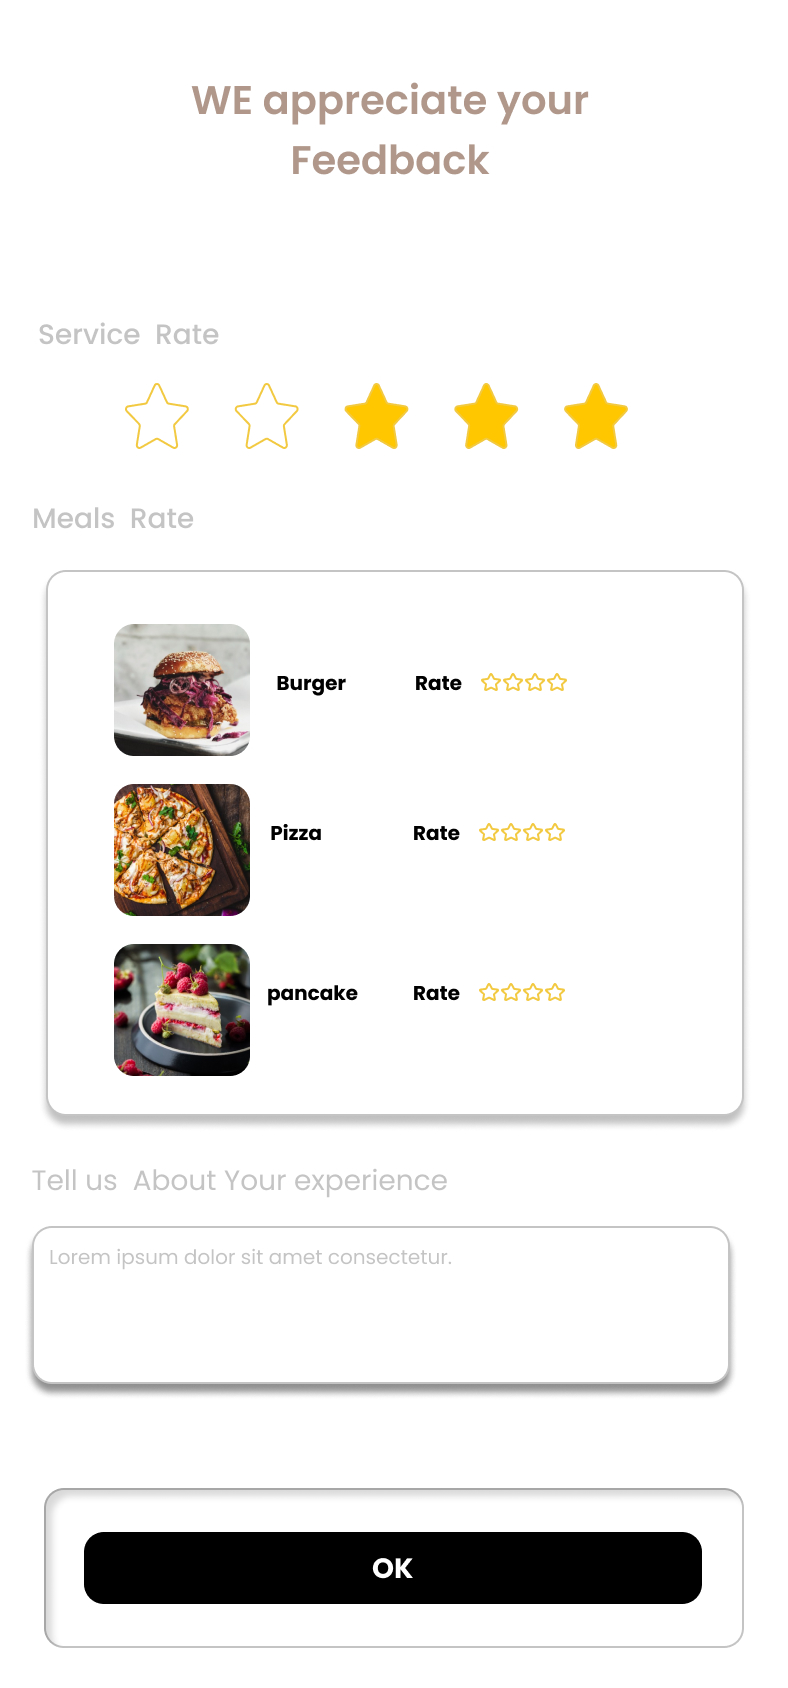 WE appreciate your
Feedback
Service Rate
Meals Rate
Burger Rate
Pizza Rate
pancake Rate
Tell us About Your experience
Lorem ipsum dolor sit amet consectetur.
OK